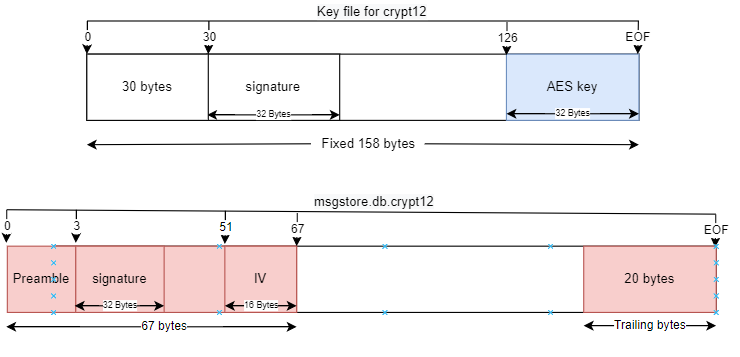 Key file for crypt12
0 30 126 EOF
30 bytes signature AES key
32 Bytes 32 Bytes
Fixed 158 bytes
msgstore.db.crypt12
0 3 51 67 EOF
Preamble signature IV 20 bytes
32 Bytes 16 Bytes
67 bytes Trailing bytes